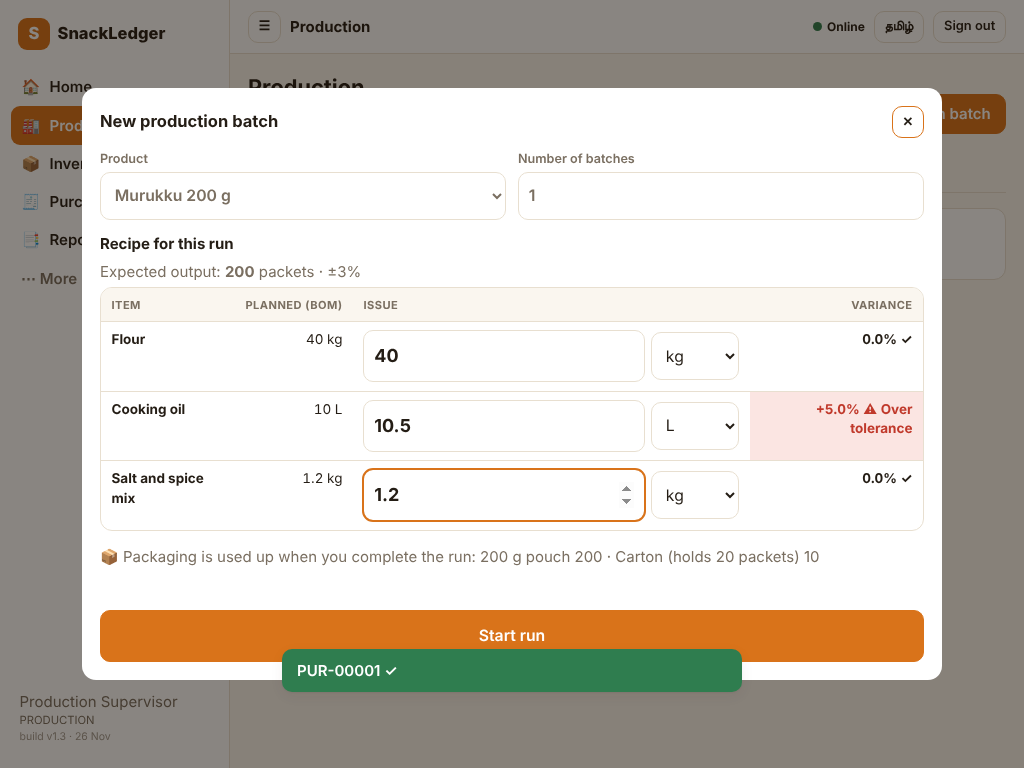 S SnackLedger
☰ Production
Online
தமிழ்
Sign out
Home
Production
Prod
batch
Inve
Purc
Repo
··· More
New production batch
×
Product
Number of batches
Murukku 200 g
1
Recipe for this run
Expected output: 200 packets · ±3%
ITEM PLANNED (BOM) ISSUE VARIANCE
Flour 40 kg 40 kg 0.0% ✓
Cooking oil 10 L 10.5 L +5.0% ⚠ Over
tolerance
Salt and spice 1.2 kg 1.2 kg 0.0% ✓
mix
📦 Packaging is used up when you complete the run: 200 g pouch 200 · Carton (holds 20 packets) 10
Start run
PUR-00001 ✓
Production Supervisor
PRODUCTION
build v1.3 · 26 Nov